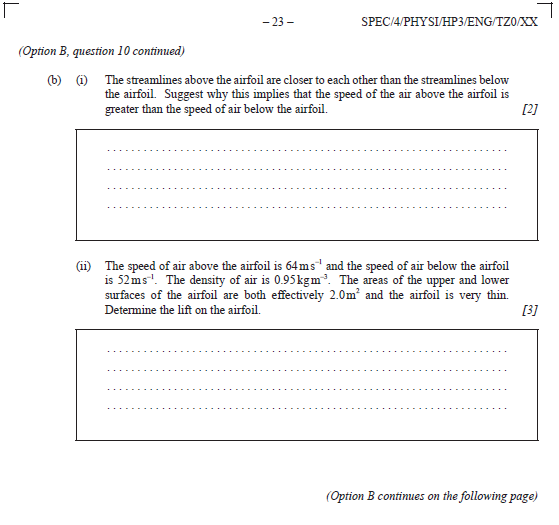 – 23 –
SPEC/4/PHYSI/HP3/ENG/TZ0/XX
(Option B, question 10 continued)
(b) (i) The streamlines above the airfoil are closer to each other than the streamlines below
the airfoil. Suggest why this implies that the speed of the air above the airfoil is
greater than the speed of air below the airfoil. [2]
(ii) The speed of air above the airfoil is 64 m s⁻¹ and the speed of air below the airfoil
is 52 m s⁻¹. The density of air is 0.95 kg m⁻³. The areas of the upper and lower
surfaces of the airfoil are both effectively 2.0 m² and the airfoil is very thin.
Determine the lift on the airfoil. [3]
(Option B continues on the following page)